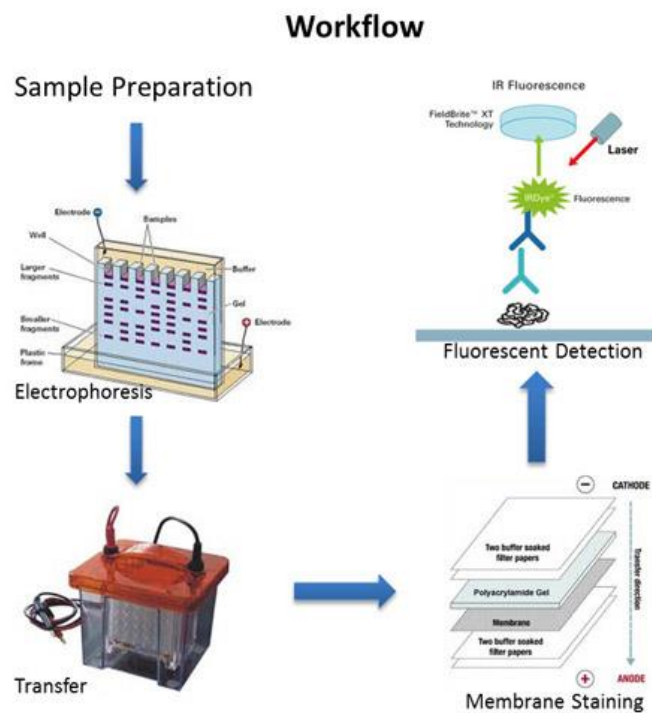 Workflow
Sample Preparation
Electrode
Samples
Well
Buffer
Larger
fragments
Gel
Smaller
fragments
Electrode
Plastic
frame
Electrophoresis
Transfer
CATHODE
Two buffer soaked
filter papers
Polyacrylamide Gel
Membrane
Two buffer soaked
filter papers
Transfer direction
ANODE
Membrane Staining
IR Fluorescence
FieldBrite™ XT
Technology
Laser
IRDye™
Fluorescence
Fluorescent Detection